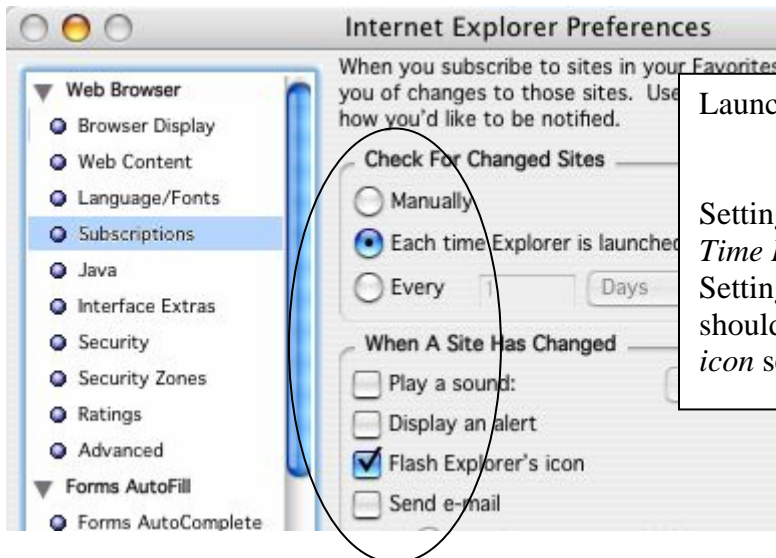 Internet Explorer Preferences
Web Browser
Browser Display
Web Content
Language/Fonts
Subscriptions
Java
Interface Extras
Security
Security Zones
Ratings
Advanced
Forms AutoFill
Forms AutoComplete
When you subscribe to sites in your Favorites
you of changes to those sites. Use
how you'd like to be notified.
Check For Changed Sites
Manually
Each time Explorer is launched
Every 1 Days
When A Site Has Changed
Play a sound:
Display an alert
Flash Explorer's icon
Send e-mail
Launc
Setting
Time
Setting
should
icon